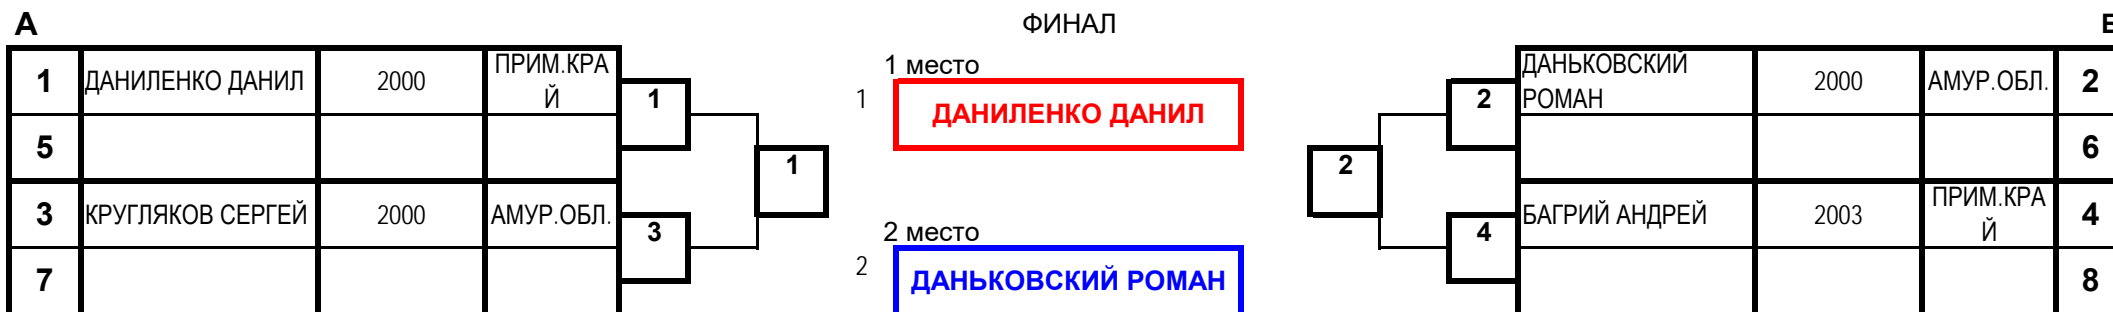 А
ФИНАЛ
1 ДАНИЛЕНКО ДАНИЛ 2000 ПРИМ.КРА
Й
5
1
3 КРУГЛЯКОВ СЕРГЕЙ 2000 АМУР.ОБЛ.
7
3
1
1 место
1 ДАНИЛЕНКО ДАНИЛ
2 место
2 ДАНЬКОВСКИЙ РОМАН
2
2
4
ДАНЬКОВСКИЙ
РОМАН 2000 АМУР.ОБЛ. 2
6
БАГРИЙ АНДРЕЙ 2003 ПРИМ.КРА
Й 4
8